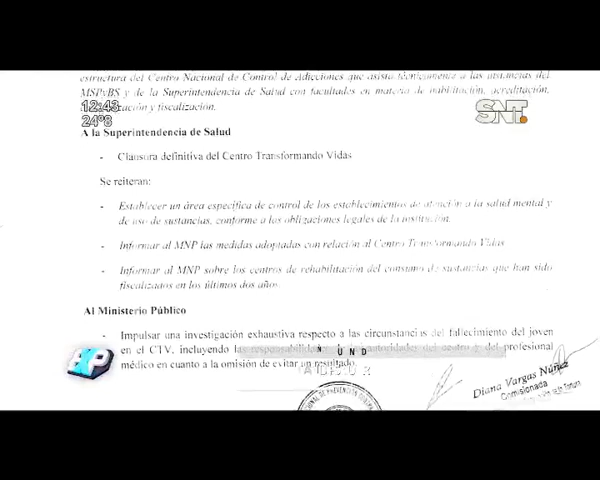 estructura del Centro Nacional de Control de Adicciones que asista técnicamente a las instancias del
MSPyBS y de la Superintendencia de Salud con facultades en materia de habilitación, acreditación,
y fiscalización.
12:43
24°8
SNT.
A la Superintendencia de Salud
- Clausura definitiva del Centro Transformando Vidas
Se reiteran:
- Establecer un área específica de control de los establecimientos de atención a la salud mental y
de uso de sustancias, conforme a las obligaciones legales de la institución.
- Informar al MNP las medidas adoptadas con relación al Centro Transformando Vidas
- Informar al MNP sobre los centros de rehabilitación del consumo de sustancias que han sido
fiscalizados en los últimos dos años.
Al Ministerio Público
- Impulsar una investigación exhaustiva respecto a las circunstancias del fallecimiento del joven
en el CTV, incluyendo las responsabilidades autoridades del centro y del profesional
médico en cuanto a la omisión de evitar un resultado.
Diana Vargas Núñez
Comisionada